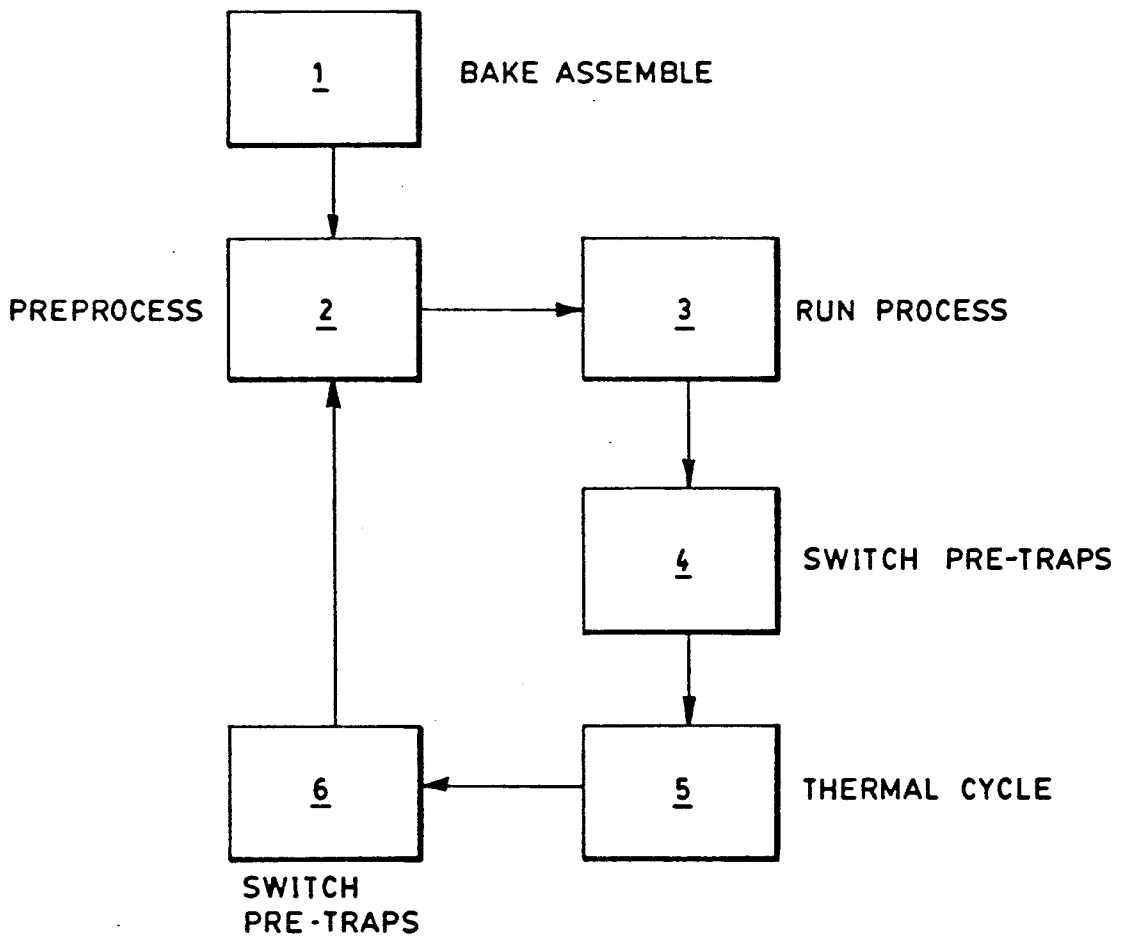 1
BAKE ASSEMBLE
PREPROCESS
2
3
RUN PROCESS
4
SWITCH PRE-TRAPS
6
5
THERMAL CYCLE
SWITCH
PRE-TRAPS